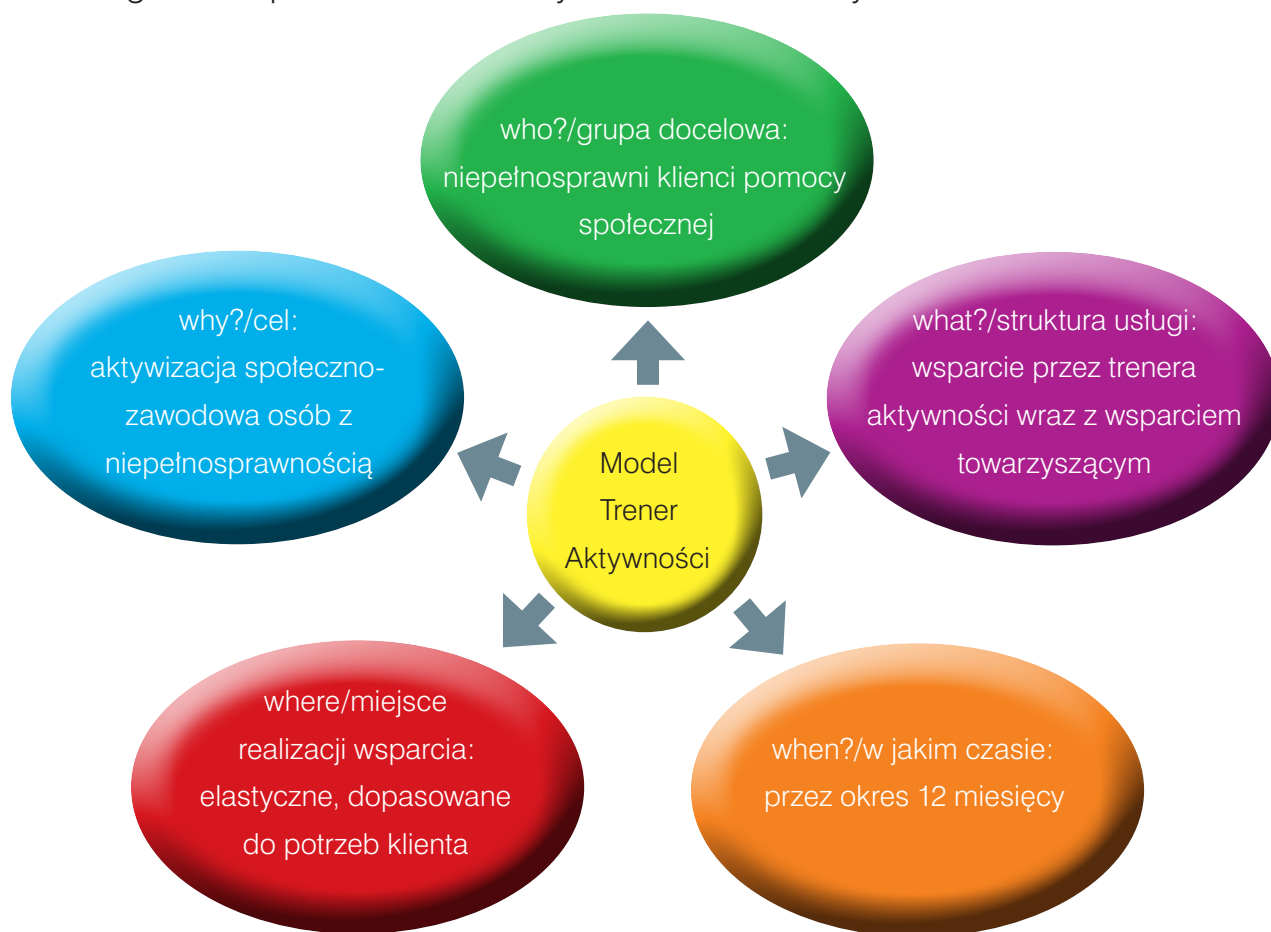 who?/grupa docelowa:
niepełnosprawni klienci pomocy
społecznej
why?/cel:
aktywizacja społeczno-
zawodowa osób z
niepełnosprawnością
what?/struktura usługi:
wsparcie przez trenera
aktywności wraz z wsparciem
towarzyszącym
Model
Trener
Aktywności
where/miejsce
realizacji wsparcia:
elastyczne, dopasowane
do potrzeb klienta
when?/w jakim czasie:
przez okres 12 miesięcy